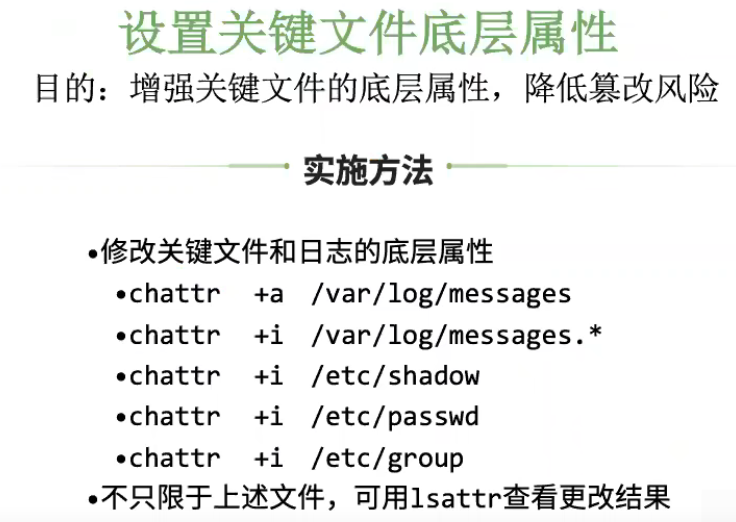 设置关键文件底层属性
目的：增强关键文件的底层属性，降低篡改风险
实施方法
•修改关键文件和日志的底层属性
•chattr +a /var/log/messages
•chattr +i /var/log/messages.*
•chattr +i /etc/shadow
•chattr +i /etc/passwd
•chattr +i /etc/group
•不只限于上述文件，可用lsattr查看更改结果